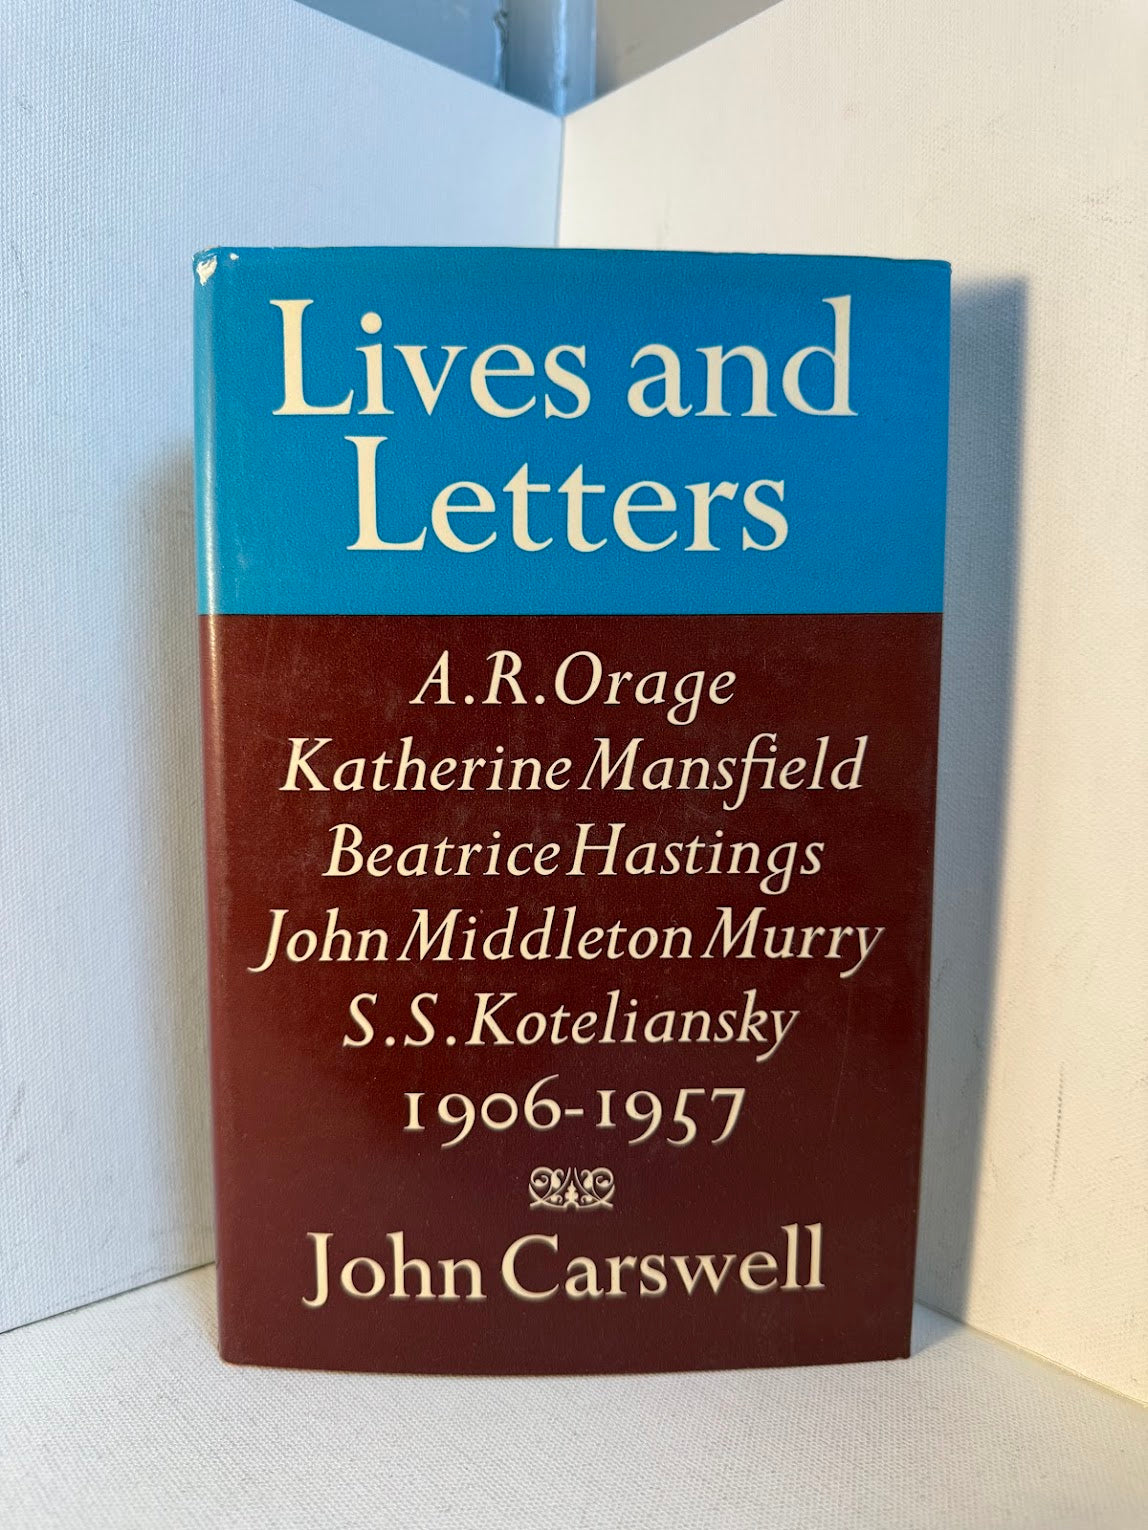 Lives and
Letters
A.R.Orage
Katherine Mansfield
Beatrice Hastings
John Middleton Murry
S.S.Koteliansky
1906-1957
John Carswell